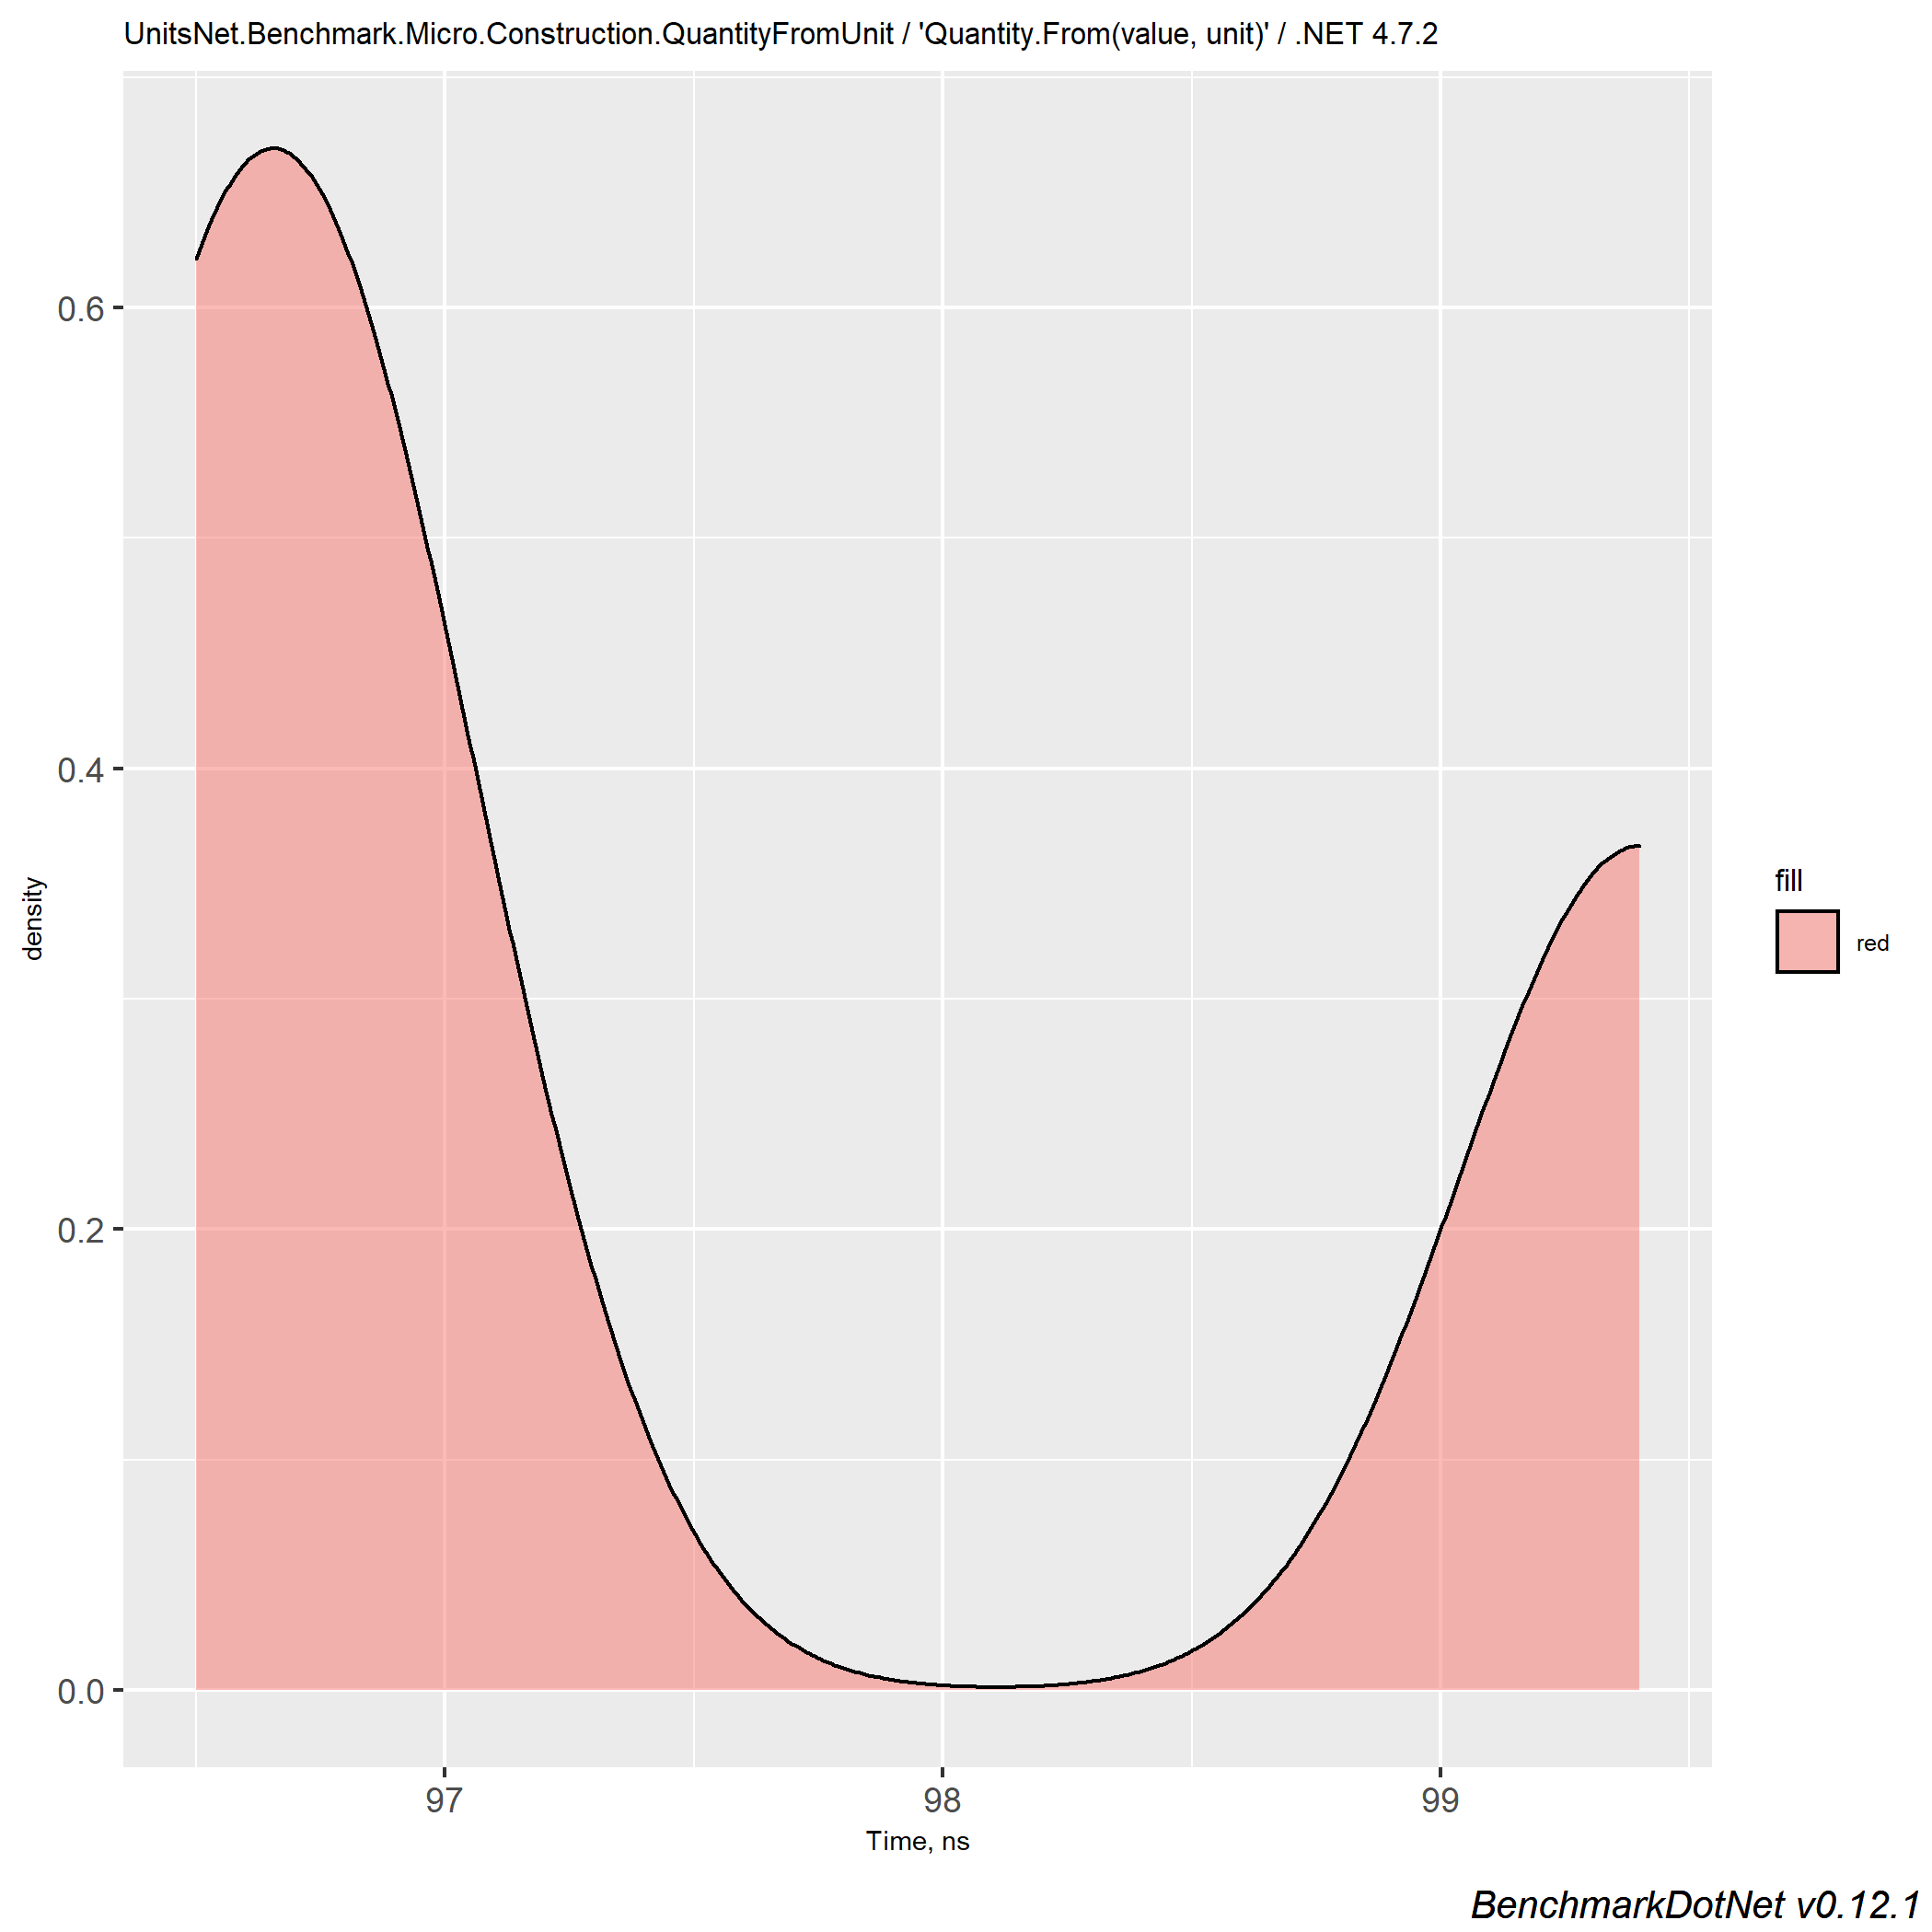 UnitsNet.Benchmark.Micro.Construction.QuantityFromUnit / 'Quantity.From(value, unit)' / .NET 4.7.2
0.6
0.4
0.2
0.0
density
97 98 99
Time, ns
fill
red
BenchmarkDotNet v0.12.1